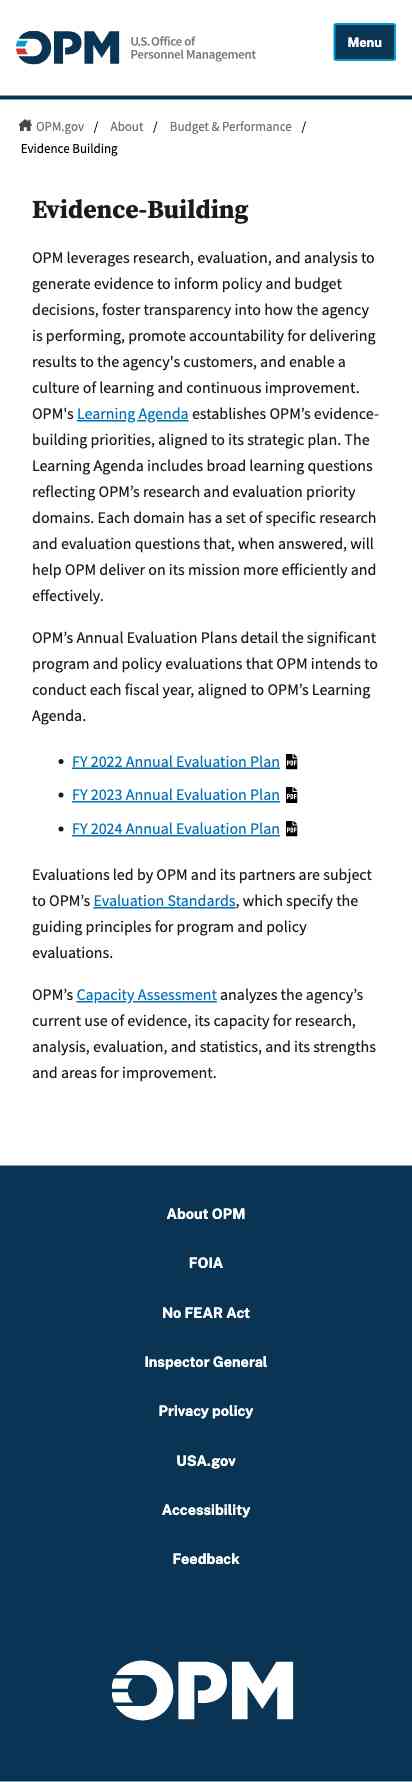 OPM U.S. Office of
Personnel Management
Menu
OPM.gov / About / Budget & Performance /
Evidence Building
Evidence-Building
OPM leverages research, evaluation, and analysis to
generate evidence to inform policy and budget
decisions, foster transparency into how the agency
is performing, promote accountability for delivering
results to the agency's customers, and enable a
culture of learning and continuous improvement.
OPM's Learning Agenda establishes OPM’s evidence-
building priorities, aligned to its strategic plan. The
Learning Agenda includes broad learning questions
reflecting OPM’s research and evaluation priority
domains. Each domain has a set of specific research
and evaluation questions that, when answered, will
help OPM deliver on its mission more efficiently and
effectively.
OPM’s Annual Evaluation Plans detail the significant
program and policy evaluations that OPM intends to
conduct each fiscal year, aligned to OPM’s Learning
Agenda.
• FY 2022 Annual Evaluation Plan PDF
• FY 2023 Annual Evaluation Plan PDF
• FY 2024 Annual Evaluation Plan PDF
Evaluations led by OPM and its partners are subject
to OPM’s Evaluation Standards, which specify the
guiding principles for program and policy
evaluations.
OPM’s Capacity Assessment analyzes the agency’s
current use of evidence, its capacity for research,
analysis, evaluation, and statistics, and its strengths
and areas for improvement.
About OPM
FOIA
No FEAR Act
Inspector General
Privacy policy
USA.gov
Accessibility
Feedback
OPM